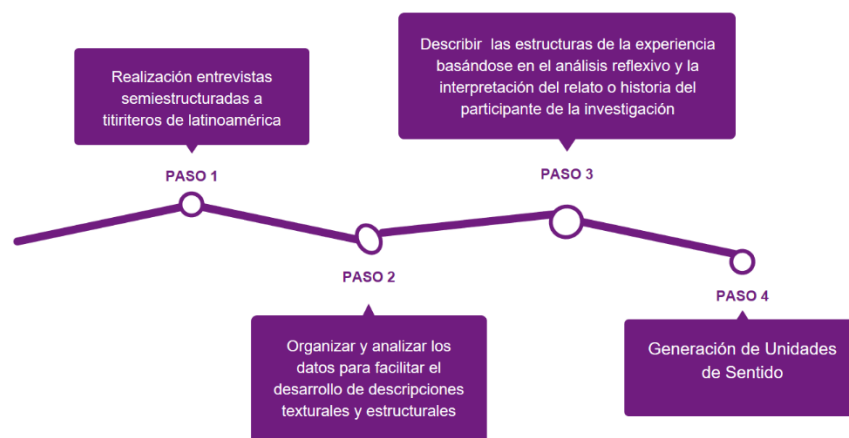 Realización entrevistas
semiestructuradas a
titiriteros de latinoamérica
PASO 1
PASO 2
Organizar y analizar los
datos para facilitar el
desarrollo de descripciones
texturales y estructurales
Describir las estructuras de la experiencia
basándose en el análisis reflexivo y la
interpretación del relato o historia del
participante de la investigación
PASO 3
PASO 4
Generación de Unidades
de Sentido